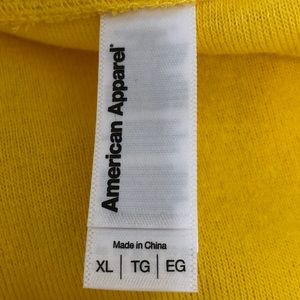 American Apparel®
Made in China
XL | TG | EG